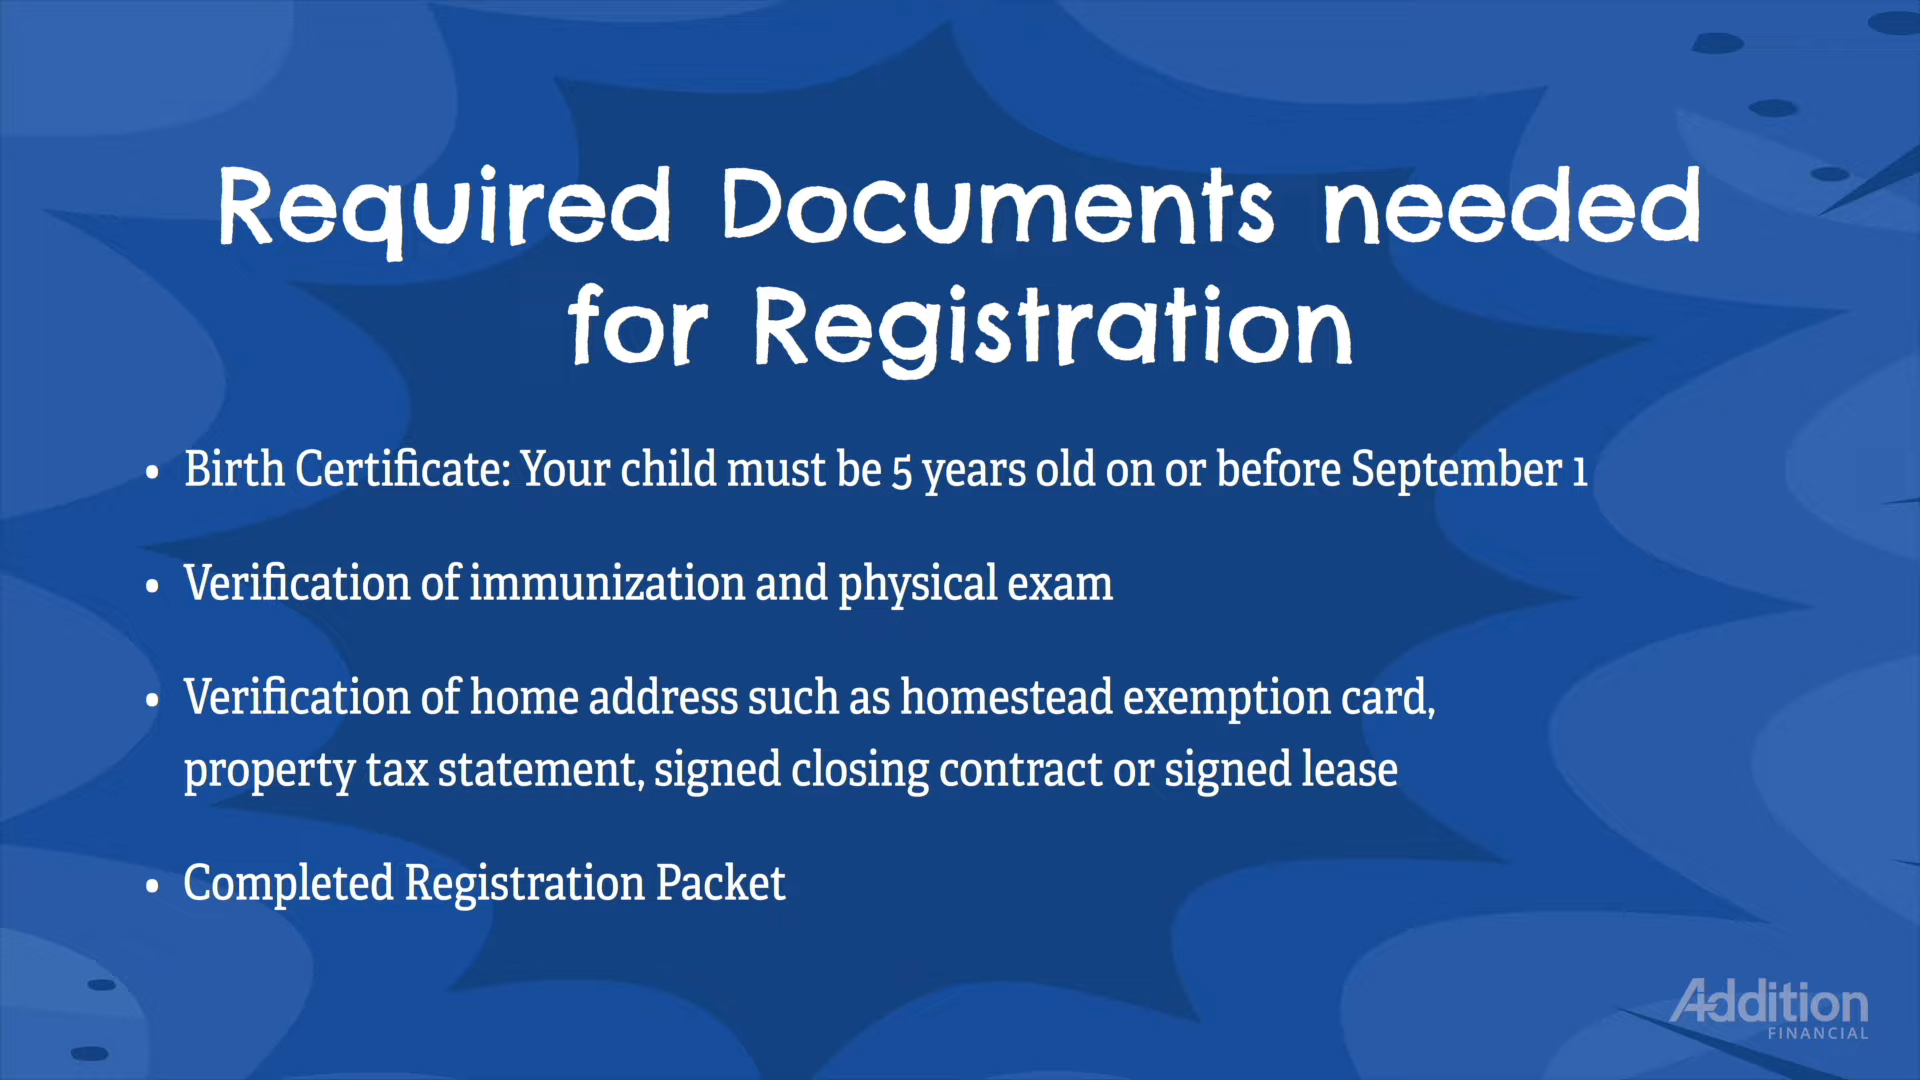 Required Documents needed
for Registration
• Birth Certificate: Your child must be 5 years old on or before September 1
• Verification of immunization and physical exam
• Verification of home address such as homestead exemption card,
property tax statement, signed closing contract or signed lease
• Completed Registration Packet
Addition
FINANCIAL